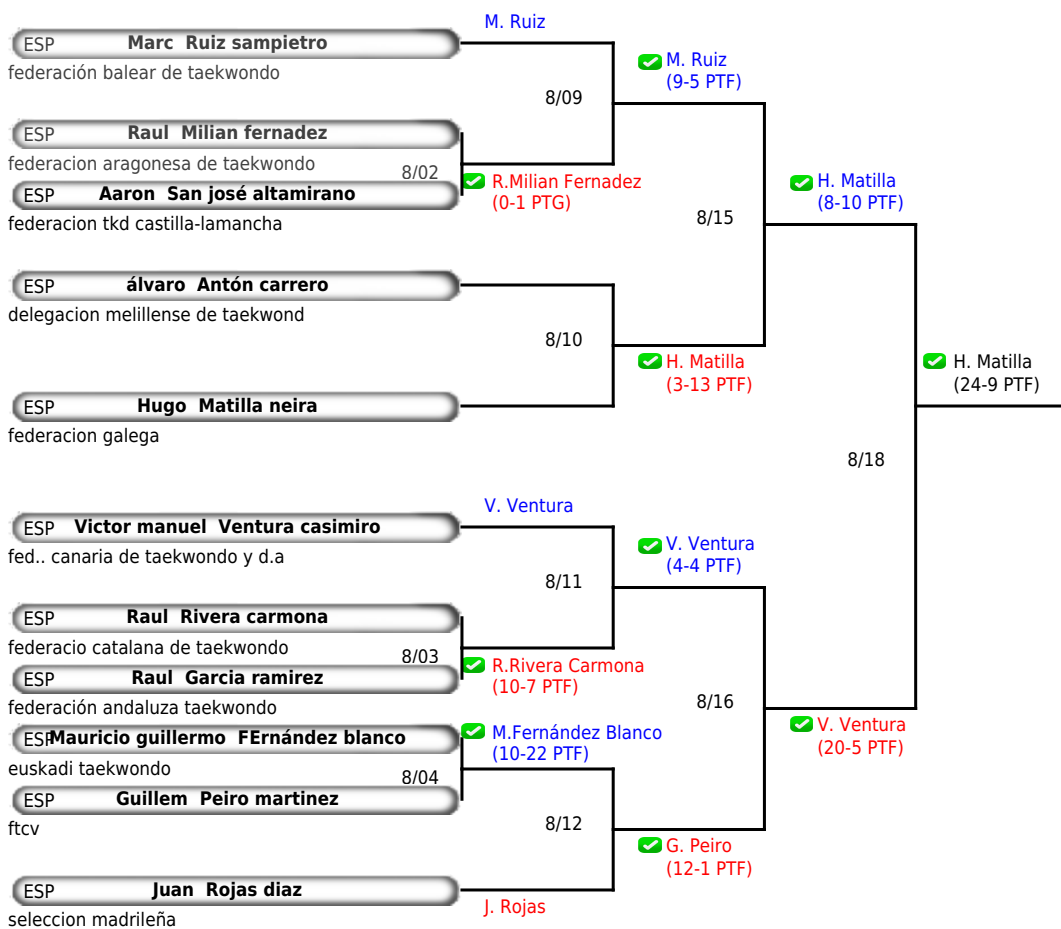 M. Ruiz
ESP Marc Ruiz sampietro
federación balear de taekwondo
M. Ruiz
(9-5 PTF)
8/09
ESP Raul Milian fernadez
federacion aragonesa de taekwondo
8/02
R.Milian Fernadez
(0-1 PTG)
ESP Aaron San josé altamirano
federacion tkd castilla-lamancha
H. Matilla
(8-10 PTF)
8/15
ESP álvaro Antón carrero
delegacion melillense de taekwond
8/10
H. Matilla
(3-13 PTF)
H. Matilla
(24-9 PTF)
ESP Hugo Matilla neira
federacion galega
8/18
V. Ventura
ESP Victor manuel Ventura casimiro
fed.. canaria de taekwondo y d.a
V. Ventura
(4-4 PTF)
8/11
ESP Raul Rivera carmona
federacio catalana de taekwondo
8/03
R.Rivera Carmona
(10-7 PTF)
ESP Raul Garcia ramirez
federación andaluza taekwondo
8/16
V. Ventura
(20-5 PTF)
ESP Mauricio guillermo FErnández blanco
euskadi taekwondo
M.Fernández Blanco
(10-22 PTF)
8/04
ESP Guillem Peiro martinez
ftcv
8/12
G. Peiro
(12-1 PTF)
ESP Juan Rojas diaz
seleccion madrileña
J. Rojas